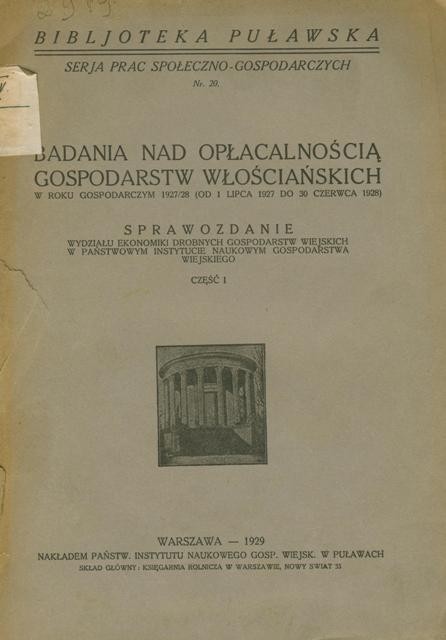 BIBLJOTEKA PUŁAWSKA
SERJA PRAC SPOŁECZNO-GOSPODARCZYCH
Nr. 20.
BADANIA NAD OPŁACALNOŚCIĄ
GOSPODARSTW WŁOŚCIAŃSKICH
W ROKU GOSPODARCZYM 1927/28 (OD 1 LIPCA 1927 DO 30 CZERWCA 1928)
SPRAWOZDANIE
WYDZIAŁU EKONOMIKI DROBNYCH GOSPODARSTW WIEJSKICH
W PAŃSTWOWYM INSTYTUCIE NAUKOWYM GOSPODARSTWA
WIEJSKIEGO
CZĘŚĆ I
WARSZAWA — 1929
NAKŁADEM PAŃSTW. INSTYTUTU NAUKOWEGO GOSP. WIEJSK. W PUŁAWACH
SKŁAD GŁÓWNY: KSIĘGARNIA ROLNICZA W WARSZAWIE, NOWY SWIAT 35